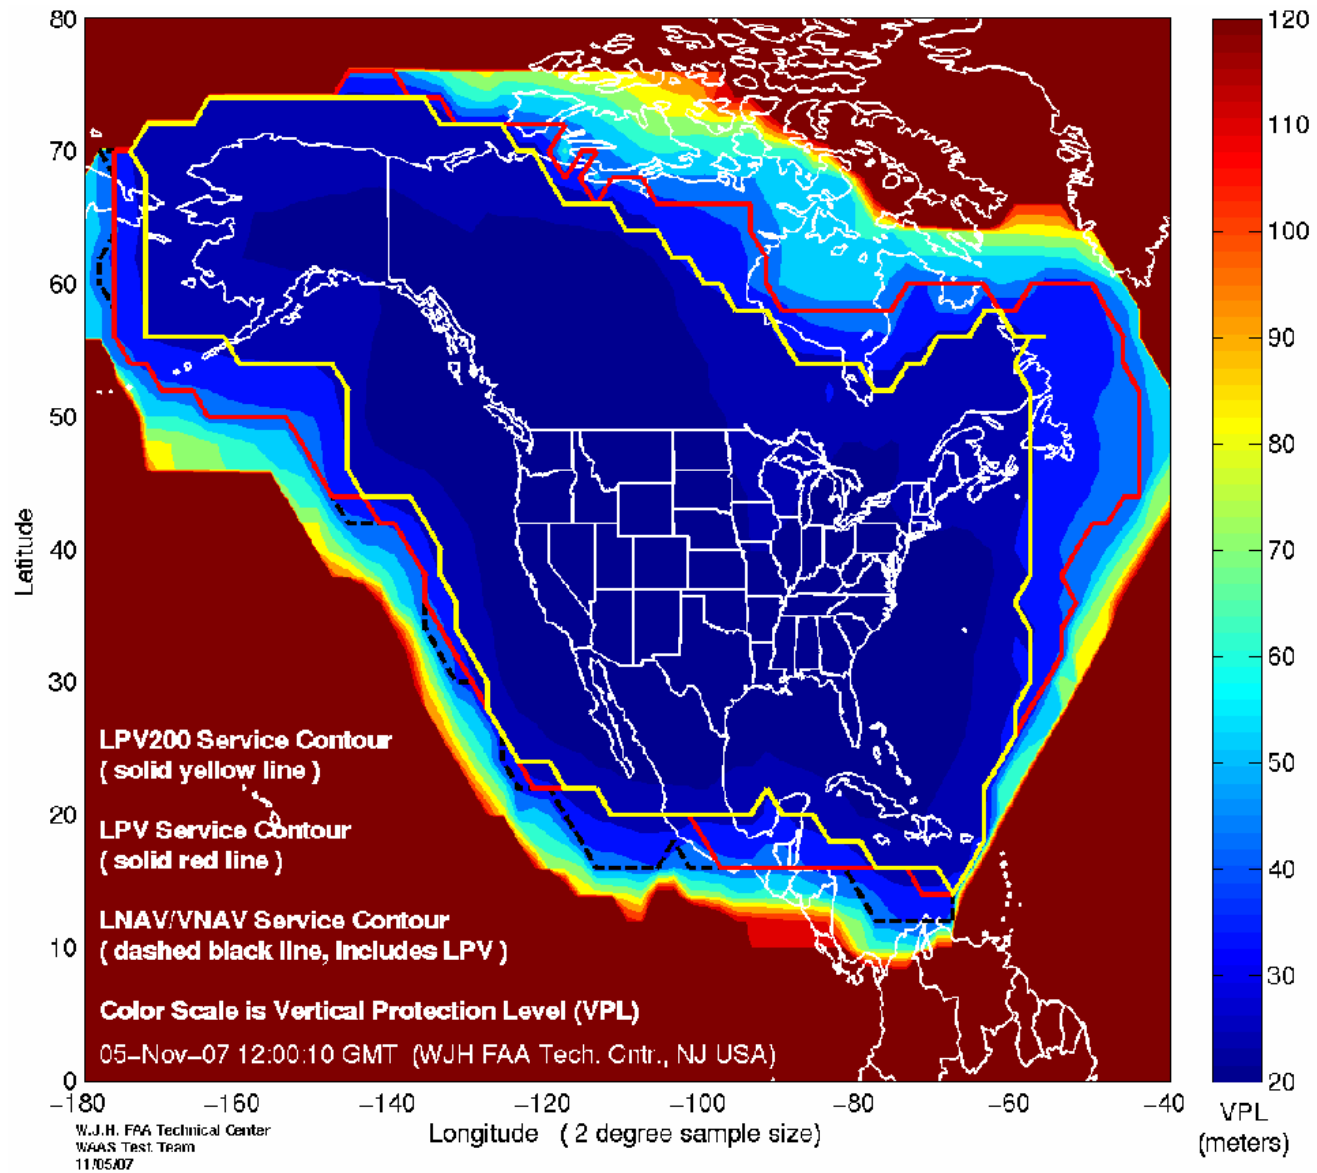 80
70
60
50
40
30
20
10
0
Latitude
LPV200 Service Contour
( solid yellow line )
LPV Service Contour
( solid red line )
LNAV/VNAV Service Contour
( dashed black line, Includes LPV )
Color Scale is Vertical Protection Level (VPL)
05-Nov-07 12:00:10 GMT (WJH FAA Tech. Cntr., NJ USA)
-180 -160 -140 -120 -100 -80 -60 -40
Longitude ( 2 degree sample size)
W.J.H. FAA Technical Center
WAAS Test Team
11/05/07
120
110
100
90
80
70
60
50
40
30
20
VPL
(meters)